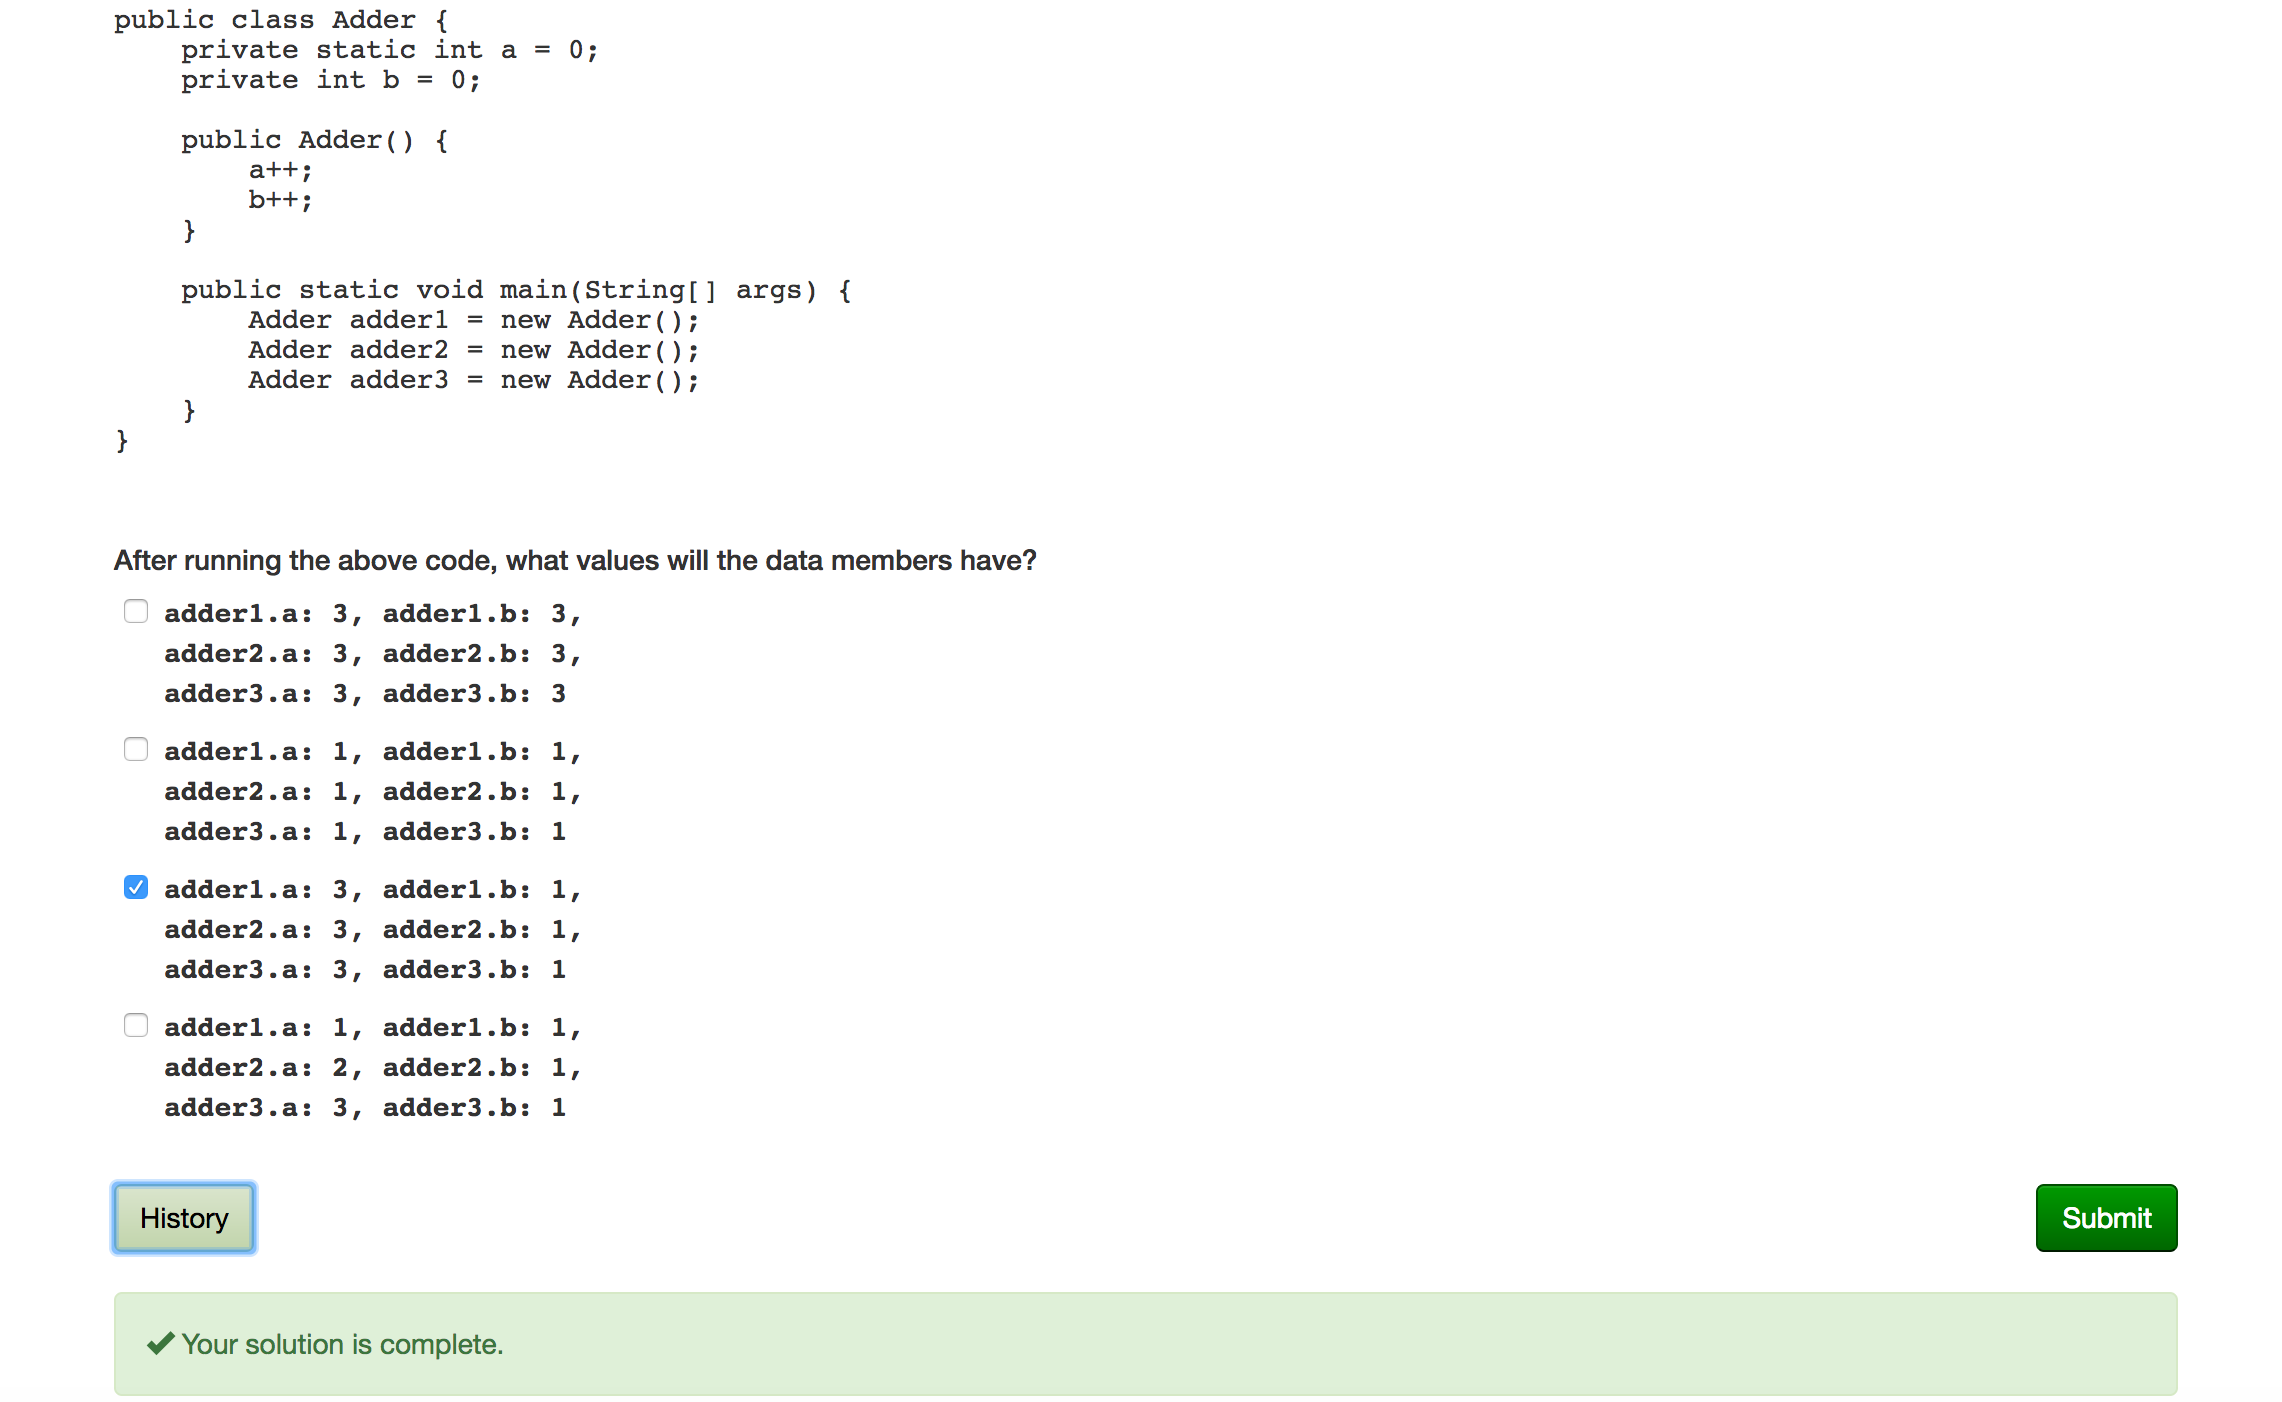 public class Adder {
    private static int a = 0;
    private int b = 0;

    public Adder() {
        a++;
        b++;
    }

    public static void main(String[] args) {
        Adder adder1 = new Adder();
        Adder adder2 = new Adder();
        Adder adder3 = new Adder();
    }
}

After running the above code, what values will the data members have?
adder1.a: 3, adder1.b: 3,
adder2.a: 3, adder2.b: 3,
adder3.a: 3, adder3.b: 3
adder1.a: 1, adder1.b: 1,
adder2.a: 1, adder2.b: 1,
adder3.a: 1, adder3.b: 1
adder1.a: 3, adder1.b: 1,
adder2.a: 3, adder2.b: 1,
adder3.a: 3, adder3.b: 1
adder1.a: 1, adder1.b: 1,
adder2.a: 2, adder2.b: 1,
adder3.a: 3, adder3.b: 1
History
Submit
Your solution is complete.